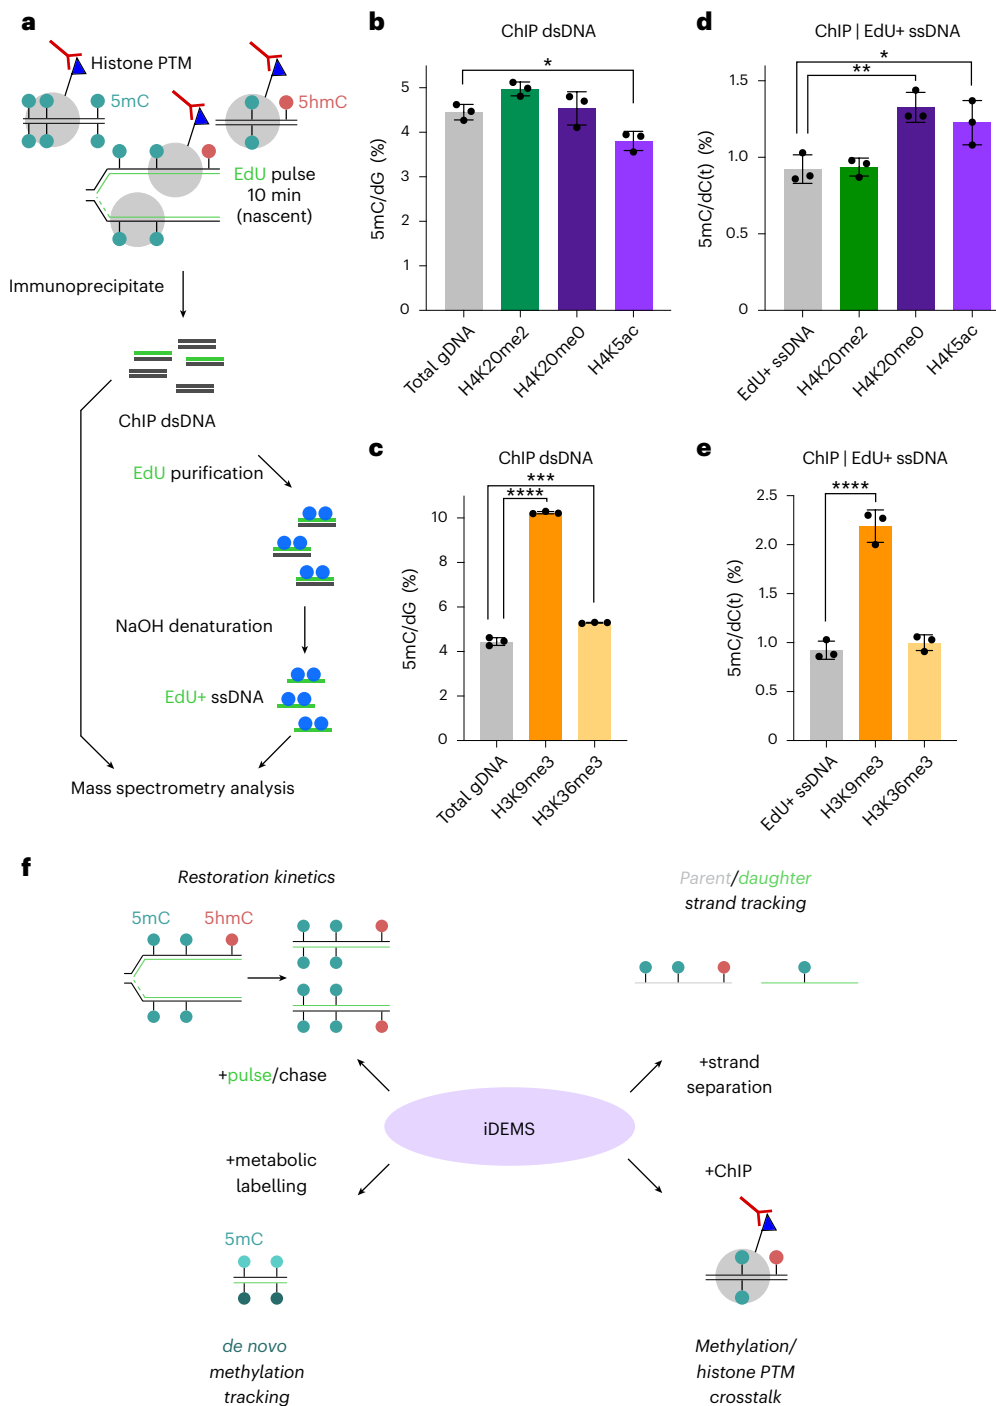 a
Histone PTM
5mC
5hmC
EdU pulse
10 min
(nascent)
Immunoprecipitate
ChIP dsDNA
EdU purification
NaOH denaturation
EdU+ ssDNA
Mass spectrometry analysis
b
ChIP dsDNA
*
5mC/dG (%)
5
4
3
2
1
0
Total gDNA
H4K20me2
H4K20me0
H4K5ac
d
ChIP | EdU+ ssDNA
*
**
5mC/dC(t) (%)
1.5
1.0
0.5
0
EdU+ ssDNA
H4K20me2
H4K20me0
H4K5ac
c
ChIP dsDNA
***
****
5mC/dG (%)
10
8
6
4
2
0
Total gDNA
H3K9me3
H3K36me3
e
ChIP | EdU+ ssDNA
****
5mC/dC(t) (%)
2.5
2.0
1.5
1.0
0.5
0
EdU+ ssDNA
H3K9me3
H3K36me3
f
Restoration kinetics
5mC
5hmC
+pulse/chase
Parent/daughter
strand tracking
+strand
separation
iDEMS
+metabolic
labelling
5mC
de novo
methylation
tracking
+ChIP
Methylation/
histone PTM
crosstalk